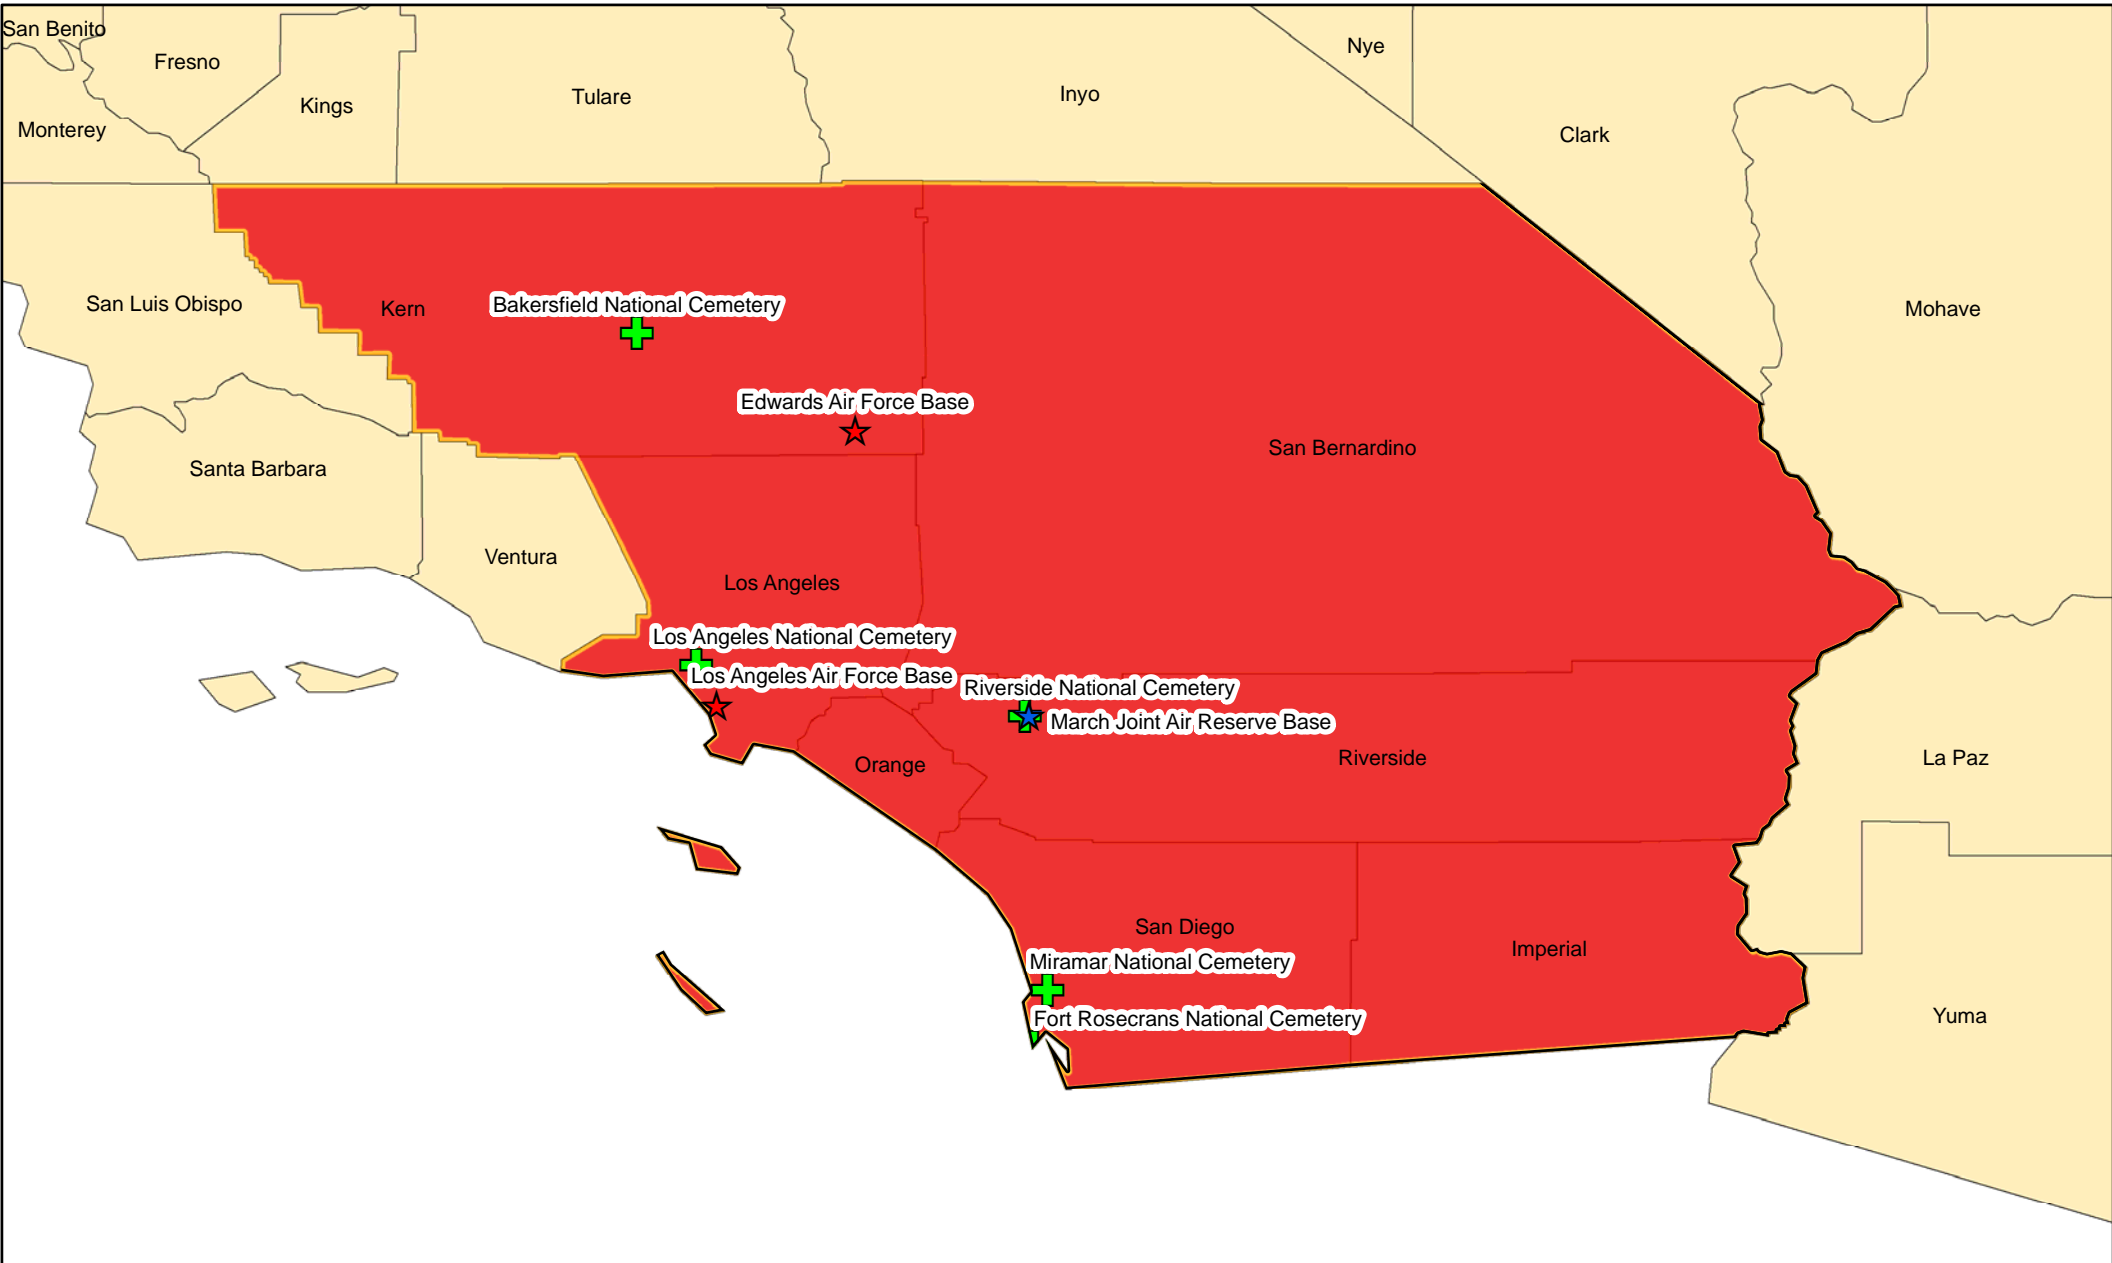 San Benito
Fresno
Nye
Kings
Tulare
Inyo
Monterey
Clark
San Luis Obispo
Kern
Bakersfield National Cemetery
Mohave
Edwards Air Force Base
San Bernardino
Santa Barbara
Ventura
Los Angeles
Los Angeles National Cemetery
Los Angeles Air Force Base
Riverside National Cemetery
March Joint Air Reserve Base
Orange
Riverside
La Paz
San Diego
Imperial
Miramar National Cemetery
Fort Rosecrans National Cemetery
Yuma